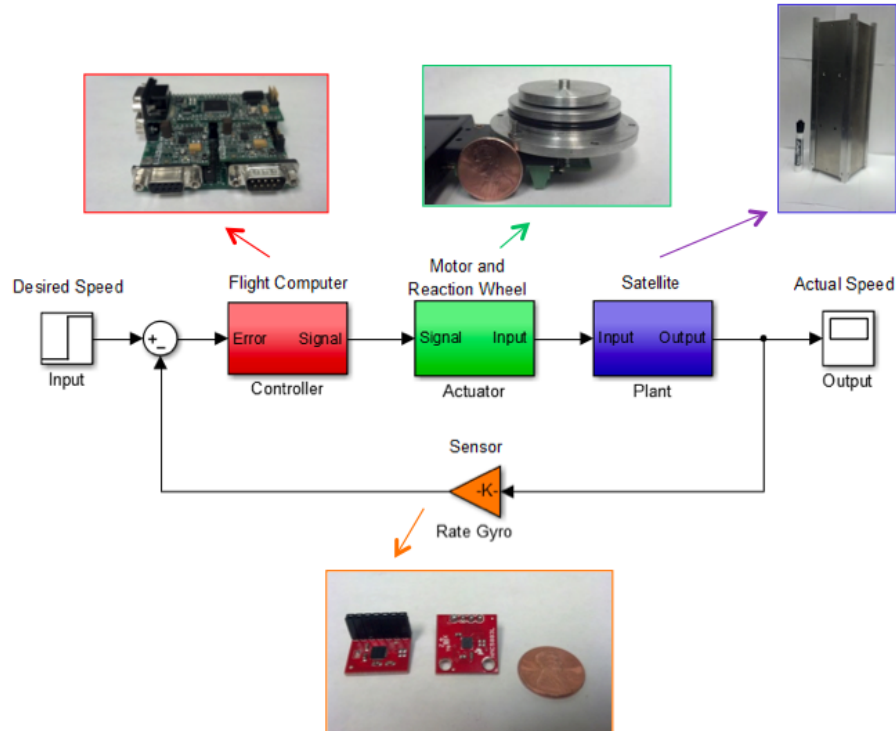 Desired Speed
Input
+
−
Flight Computer
Error
Signal
Controller
Motor and
Reaction Wheel
Signal
Input
Actuator
Satellite
Input
Output
Plant
Actual Speed
Output
Sensor
-K-
Rate Gyro